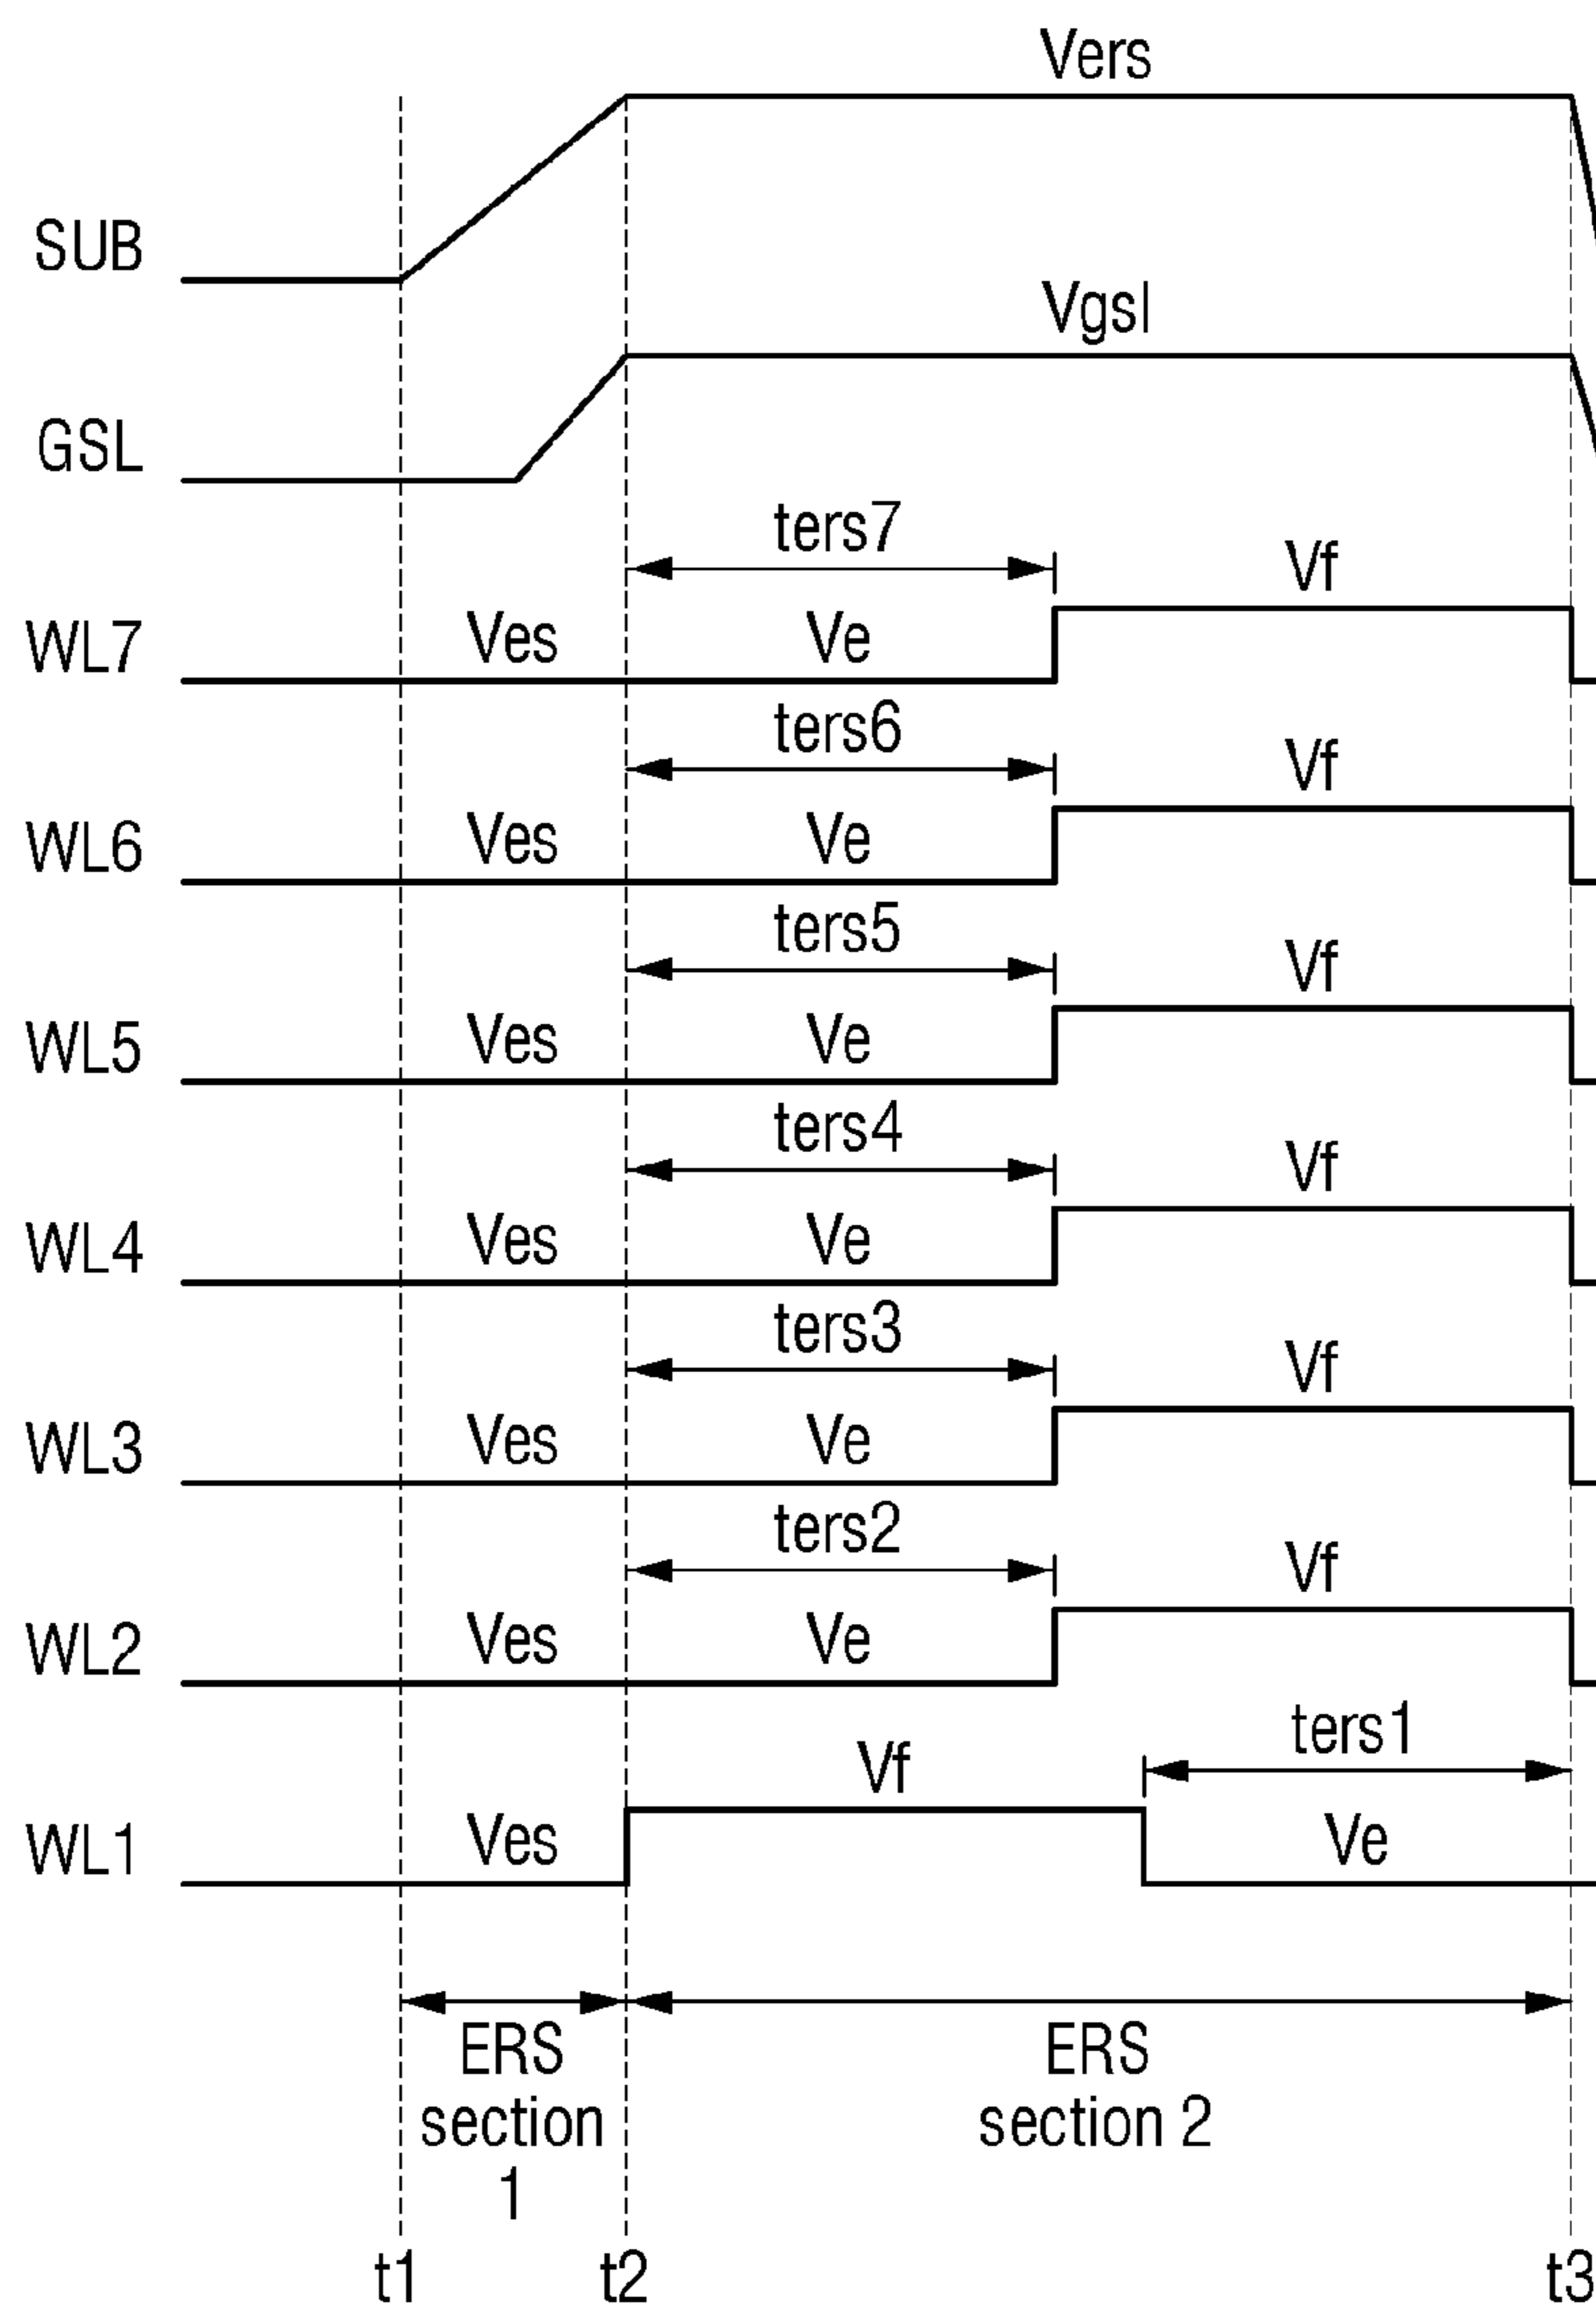 Vers
SUB
Vgsl
GSL
ters7
Vf
WL7 Ves Ve
ters6
Vf
WL6 Ves Ve
ters5
Vf
WL5 Ves Ve
ters4
Vf
WL4 Ves Ve
ters3
Vf
WL3 Ves Ve
ters2
Vf
WL2 Ves Ve
ters1
Vf
WL1 Ves Ve
ERS
section
1
ERS
section 2
t1 t2 t3